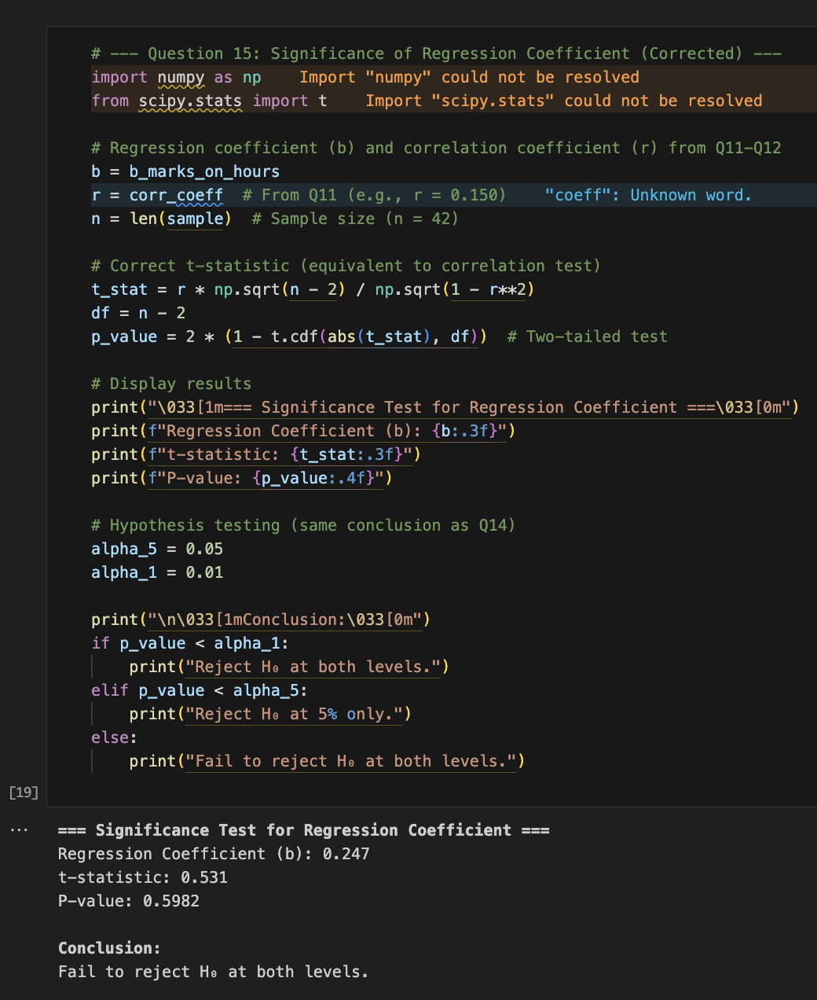 # --- Question 15: Significance of Regression Coefficient (Corrected) ---
import numpy as np    Import "numpy" could not be resolved
from scipy.stats import t    Import "scipy.stats" could not be resolved
# Regression coefficient (b) and correlation coefficient (r) from Q11-Q12
b = b_marks_on_hours
r = corr_coeff  # From Q11 (e.g., r = 0.150)    "coeff": Unknown word.
n = len(sample)  # Sample size (n = 42)
# Correct t-statistic (equivalent to correlation test)
t_stat = r * np.sqrt(n - 2) / np.sqrt(1 - r**2)
df = n - 2
p_value = 2 * (1 - t.cdf(abs(t_stat), df))  # Two-tailed test
# Display results
print("\033[1m=== Significance Test for Regression Coefficient ===\033[0m")
print(f"Regression Coefficient (b): {b:.3f}")
print(f"t-statistic: {t_stat:.3f}")
print(f"P-value: {p_value:.4f}")
# Hypothesis testing (same conclusion as Q14)
alpha_5 = 0.05
alpha_1 = 0.01
print("\n\033[1mConclusion:\033[0m")
if p_value < alpha_1:
    print("Reject H₀ at both levels.")
elif p_value < alpha_5:
    print("Reject H₀ at 5% only.")
else:
    print("Fail to reject H₀ at both levels.")
[19]
...
=== Significance Test for Regression Coefficient ===
Regression Coefficient (b): 0.247
t-statistic: 0.531
P-value: 0.5982
Conclusion:
Fail to reject H₀ at both levels.